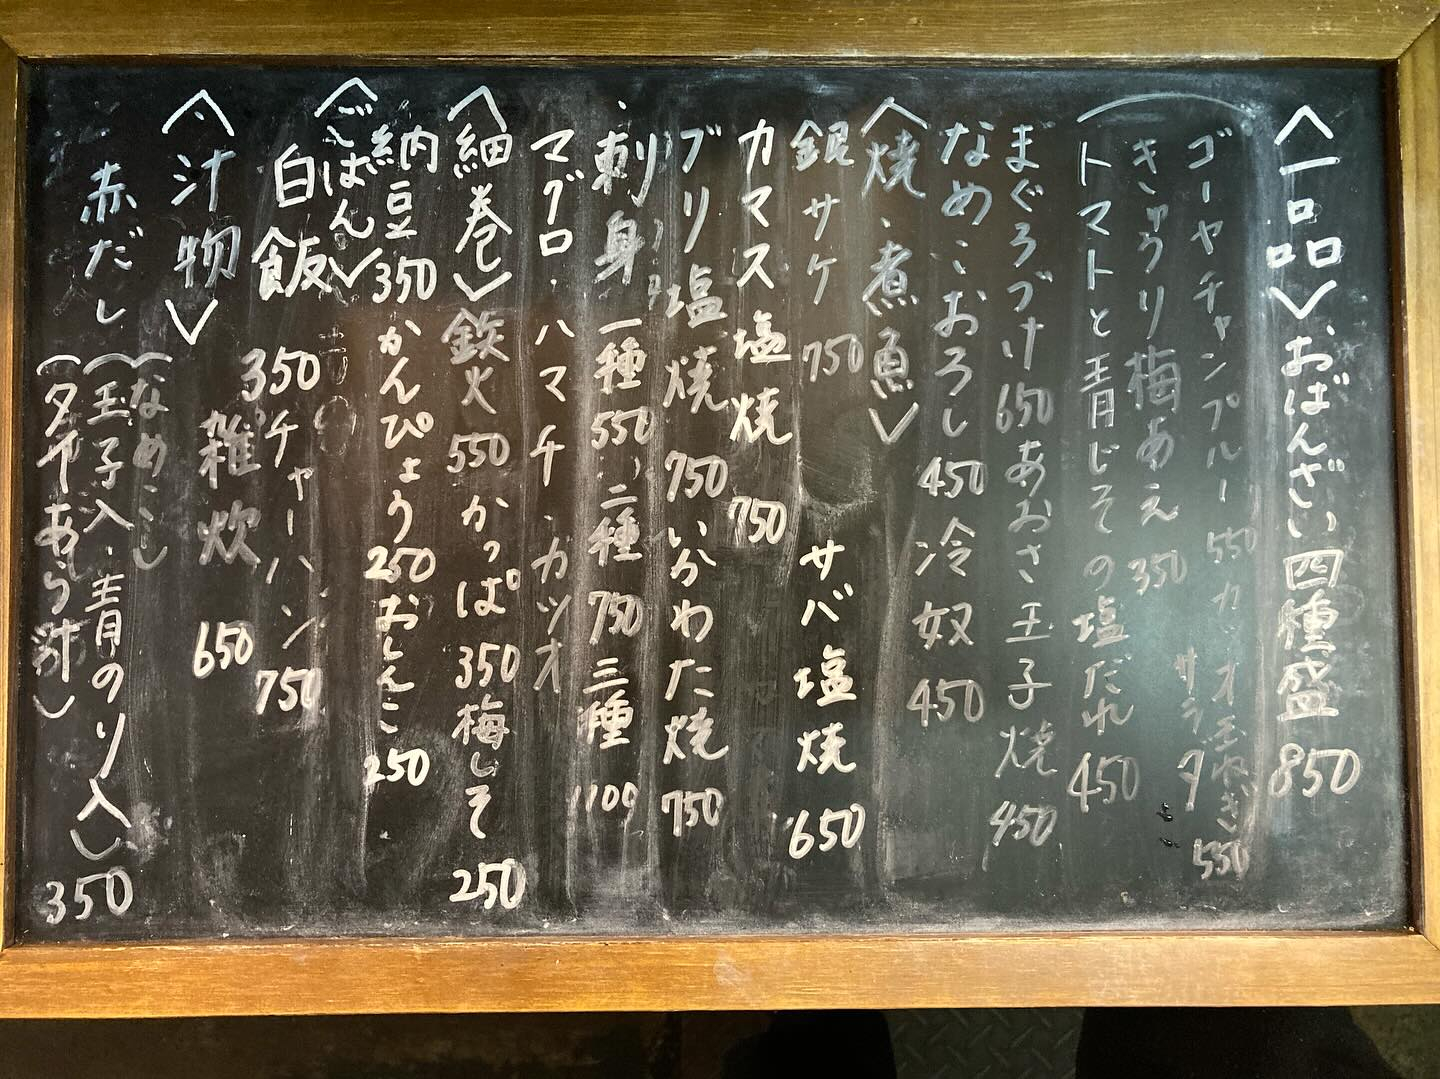 〈一品〉おばんざい四種盛 850
ゴーヤチャンプルー 550 カツオ玉ねぎ 550
サラダ
きゅうり梅あえ 350
トマトと青じその塩だれ 450
まぐろづけ 650 あおさ玉子焼 450
なめこおろし 450 冷奴 450
〈焼・煮魚〉
銀サケ 750 サバ塩焼 650
カマス塩焼 750
ブリ塩焼 750 いかわた焼 750
刺身 一種 550 二種 750 三種 1100
マグロ・ハマチ・カツオ
〈細巻〉鉄火 550 かっぱ 350 梅しそ 250
納豆 350 かんぴょう 250 おしんこ 250
〈ごはん〉
白飯 350 チャーハン 750
雑炊 650
〈汁物〉
赤だし
(なめこ)
(玉子入・青のり入) 350
(タヤあら汁)